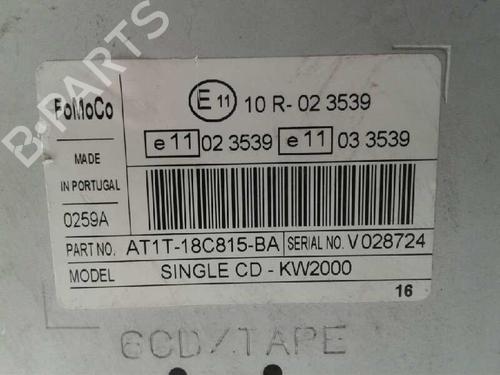 B-PARTS
FoMoCo
E 11 10 R- 02 3539
e 11 02 3539 e 11 03 3539
MADE
IN PORTUGAL
0259A
PART NO. AT1T-18C815-BA SERIAL NO. V 028724
MODEL SINGLE CD - KW2000
16
6CD/TAPE